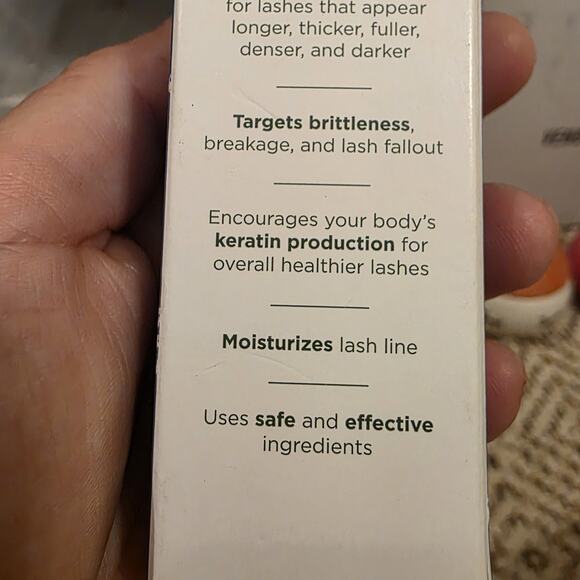 for lashes that appear
longer, thicker, fuller,
denser, and darker
Targets brittleness,
breakage, and lash fallout
Encourages your body's
keratin production for
overall healthier lashes
Moisturizes lash line
Uses safe and effective
ingredients